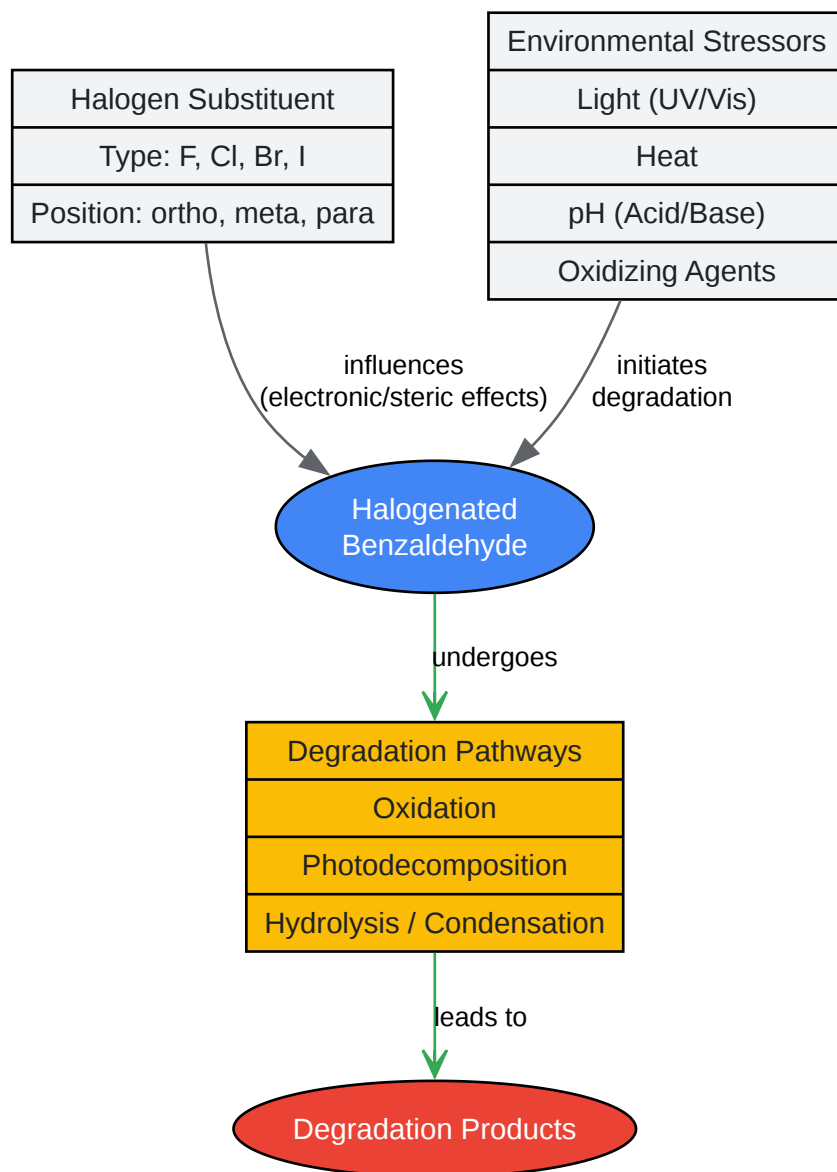 Halogen Substituent
Type: F, Cl, Br, I
Position: ortho, meta, para
Environmental Stressors
Light (UV/Vis)
Heat
pH (Acid/Base)
Oxidizing Agents
influences
(electronic/steric effects)
initiates
degradation
Halogenated
Benzaldehyde
undergoes
Degradation Pathways
Oxidation
Photodecomposition
Hydrolysis / Condensation
leads to
Degradation Products